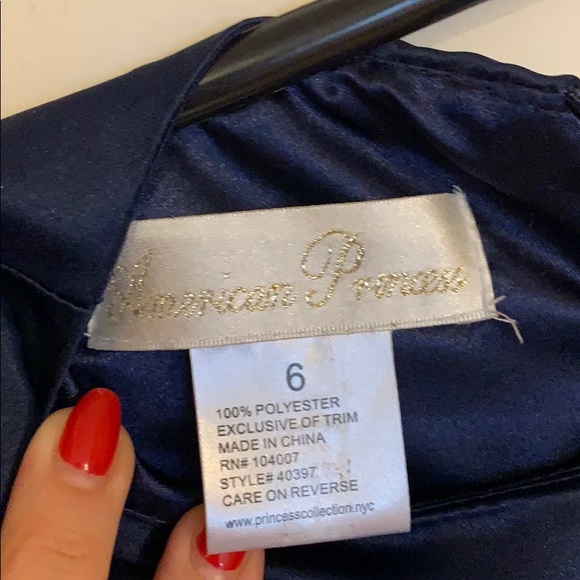 American Princess
6
100% POLYESTER
EXCLUSIVE OF TRIM
MADE IN CHINA
RN# 104007
STYLE# 40397
CARE ON REVERSE
www.princesscollection.nyc